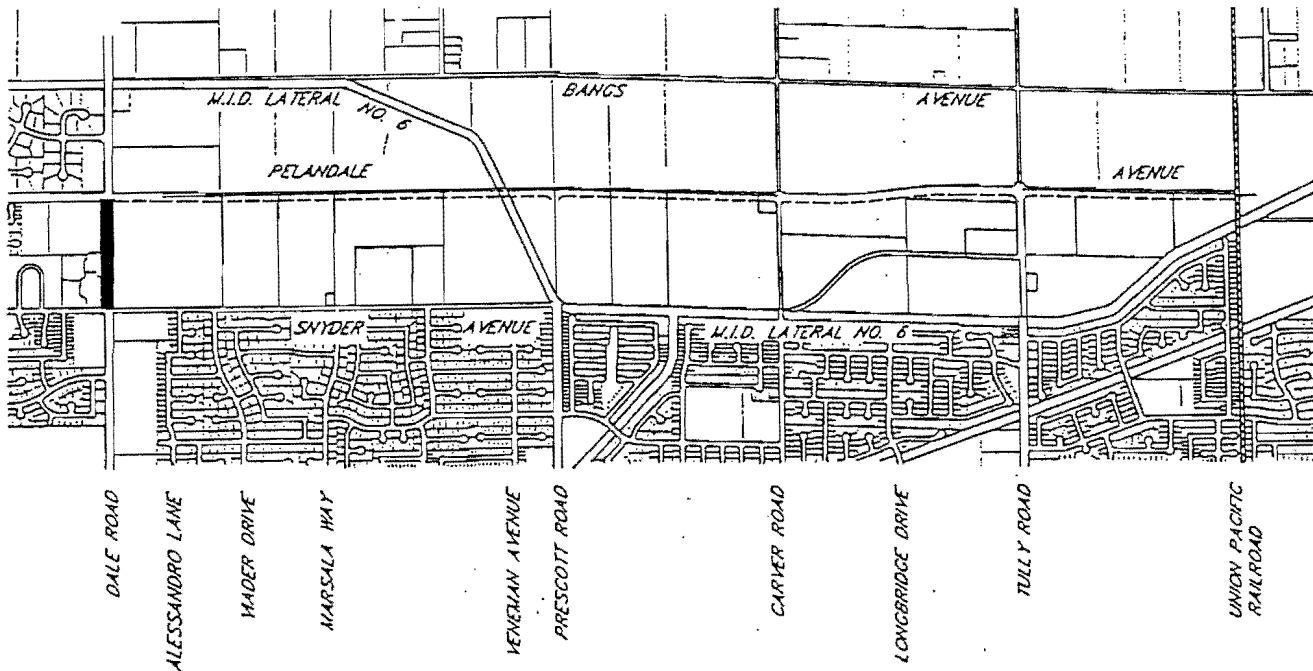 M.I.D. LATERAL NO. 6
BANGS AVENUE
PELANDALE AVENUE
SNYDER AVENUE
M.I.D. LATERAL NO. 6
DALE ROAD
ALESSANDRO LANE
WADER DRIVE
MARSALA WAY
VENEMAN AVENUE
PRESCOTT ROAD
CARVER ROAD
LONGBRIDGE DRIVE
TULLY ROAD
UNION PACIFIC
RAILROAD